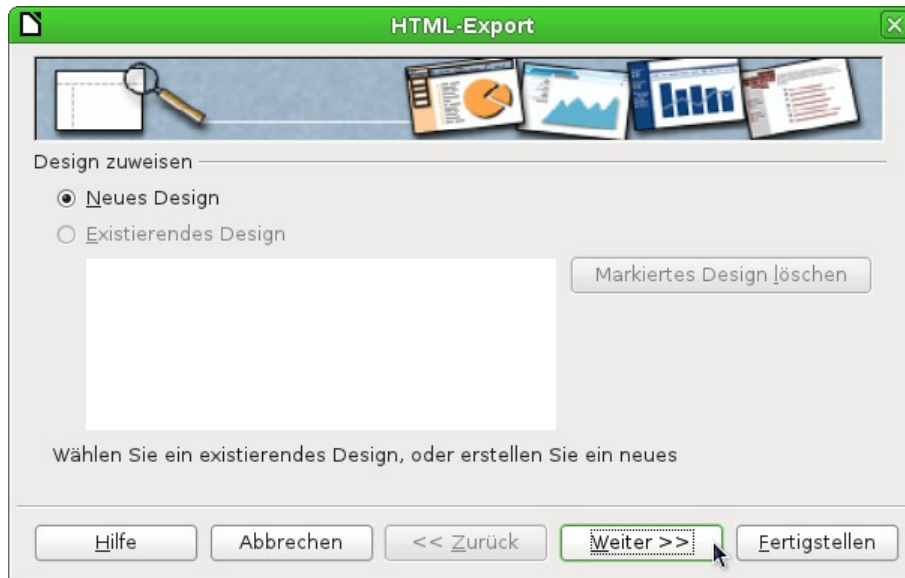 HTML-Export
Design zuweisen
Neues Design
Existierendes Design
Markiertes Design löschen
Wählen Sie ein existierendes Design, oder erstellen Sie ein neues
Hilfe
Abbrechen
<< Zurück
Weiter >>
Fertigstellen